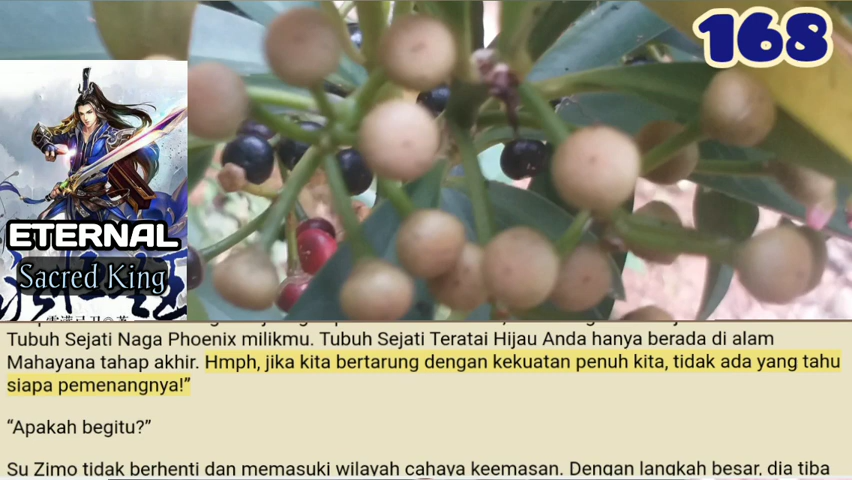 168
ETERNAL
Sacred King
Tubuh Sejati Naga Phoenix milikmu. Tubuh Sejati Teratai Hijau Anda hanya berada di alam
Mahayana tahap akhir. Hmph, jika kita bertarung dengan kekuatan penuh kita, tidak ada yang tahu
siapa pemenangnya!”
“Apakah begitu?”
Su Zimo tidak berhenti dan memasuki wilayah cahaya keemasan. Dengan langkah besar, dia tiba